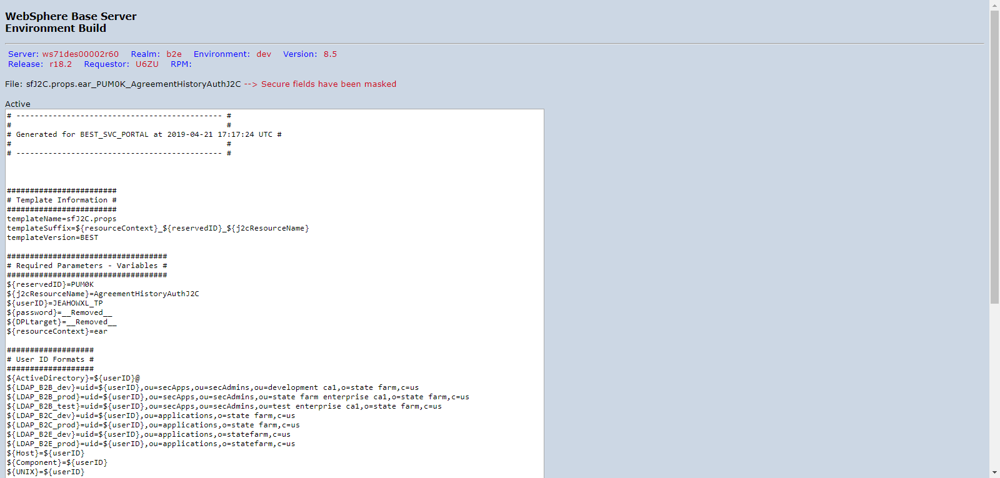 WebSphere Base Server
Environment Build
Server: ws71des00002r60 Realm: b2e Environment: dev Version: 8.5
Release: r18.2 Requestor: U6ZU RPM:
File: sfJ2C.props.ear_PUM0K_AgreementHistoryAuthJ2C --> Secure fields have been masked
Active
# --------------------------------------------- #
# #
# Generated for BEST_SVC_PORTAL at 2019-04-21 17:17:24 UTC #
# #
# --------------------------------------------- #
########################
# Template Information #
########################
templateName=sfJ2C.props
templateSuffix=${resourceContext}_${reservedID}_${j2cResourceName}
templateVersion=BEST
###################################
# Required Parameters - Variables #
###################################
${reservedID}=PUM0K
${j2cResourceName}=AgreementHistoryAuthJ2C
${userID}=JEAHOWXL_TP
${password}=__Removed__
${DPLtarget}=__Removed__
${resourceContext}=ear
###################
# User ID Formats #
###################
${ActiveDirectory}=${userID}@
${LDAP_B2B_dev}=uid=${userID},ou=secApps,ou=secAdmins,ou=development ca1,o=state farm,c=us
${LDAP_B2B_prod}=uid=${userID},ou=secApps,ou=secAdmins,ou=state farm enterprise ca1,o=state farm,c=us
${LDAP_B2B_test}=uid=${userID},ou=secApps,ou=secAdmins,ou=test enterprise ca1,o=state farm,c=us
${LDAP_B2C_dev}=uid=${userID},ou=applications,o=state farm,c=us
${LDAP_B2C_prod}=uid=${userID},ou=applications,o=state farm,c=us
${LDAP_B2E_dev}=uid=${userID},ou=applications,o=statefarm,c=us
${LDAP_B2E_prod}=uid=${userID},ou=applications,o=statefarm,c=us
${Host}=${userID}
${Component}=${userID}
${UNIX}=${userID}